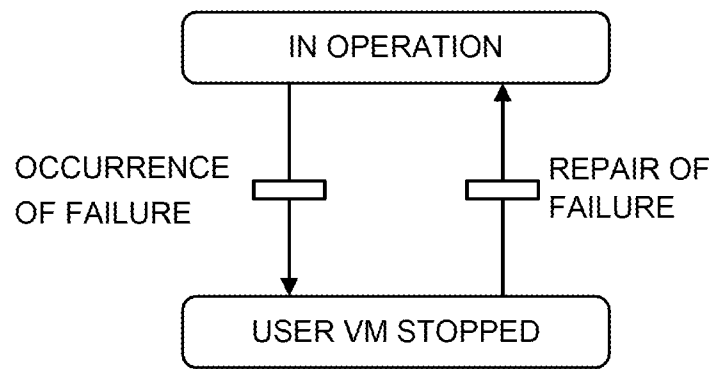 IN OPERATION
OCCURRENCE
OF FAILURE
REPAIR OF
FAILURE
USER VM STOPPED